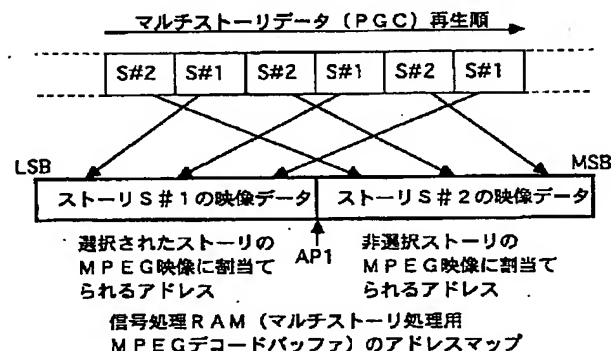 マルチストーリデータ（PGC）再生順
S#2 S#1 S#2 S#1 S#2 S#1
LSB MSB
ストーリS#1の映像データ ストーリS#2の映像データ
選択されたストーリの
MPEG映像に割当て
られるアドレス
AP1
非選択ストーリの
MPEG映像に割当て
られるアドレス
信号処理RAM（マルチストーリ処理用
MPEGデコードバッファ）のアドレスマップ